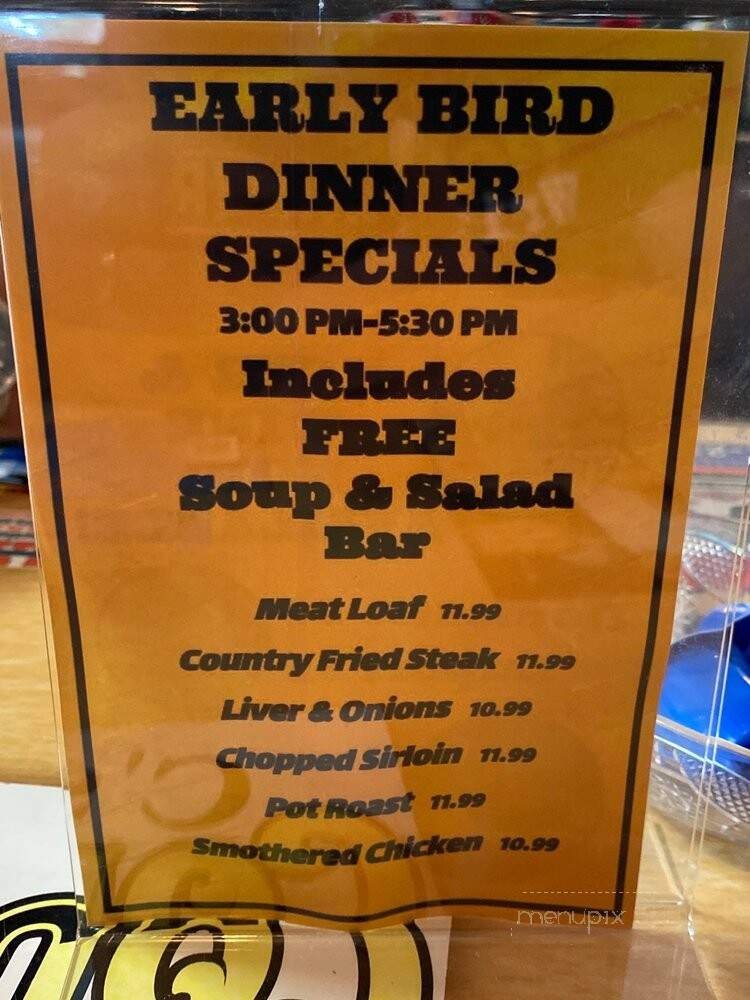 EARLY BIRD
DINNER
SPECIALS
3:00 PM-5:30 PM
Includes
FREE
Soup & Salad
Bar
Meat Loaf 11.99
Country Fried Steak 11.99
Liver & Onions 10.99
Chopped Sirloin 11.99
Pot Roast 11.99
Smothered Chicken 10.99
menupix